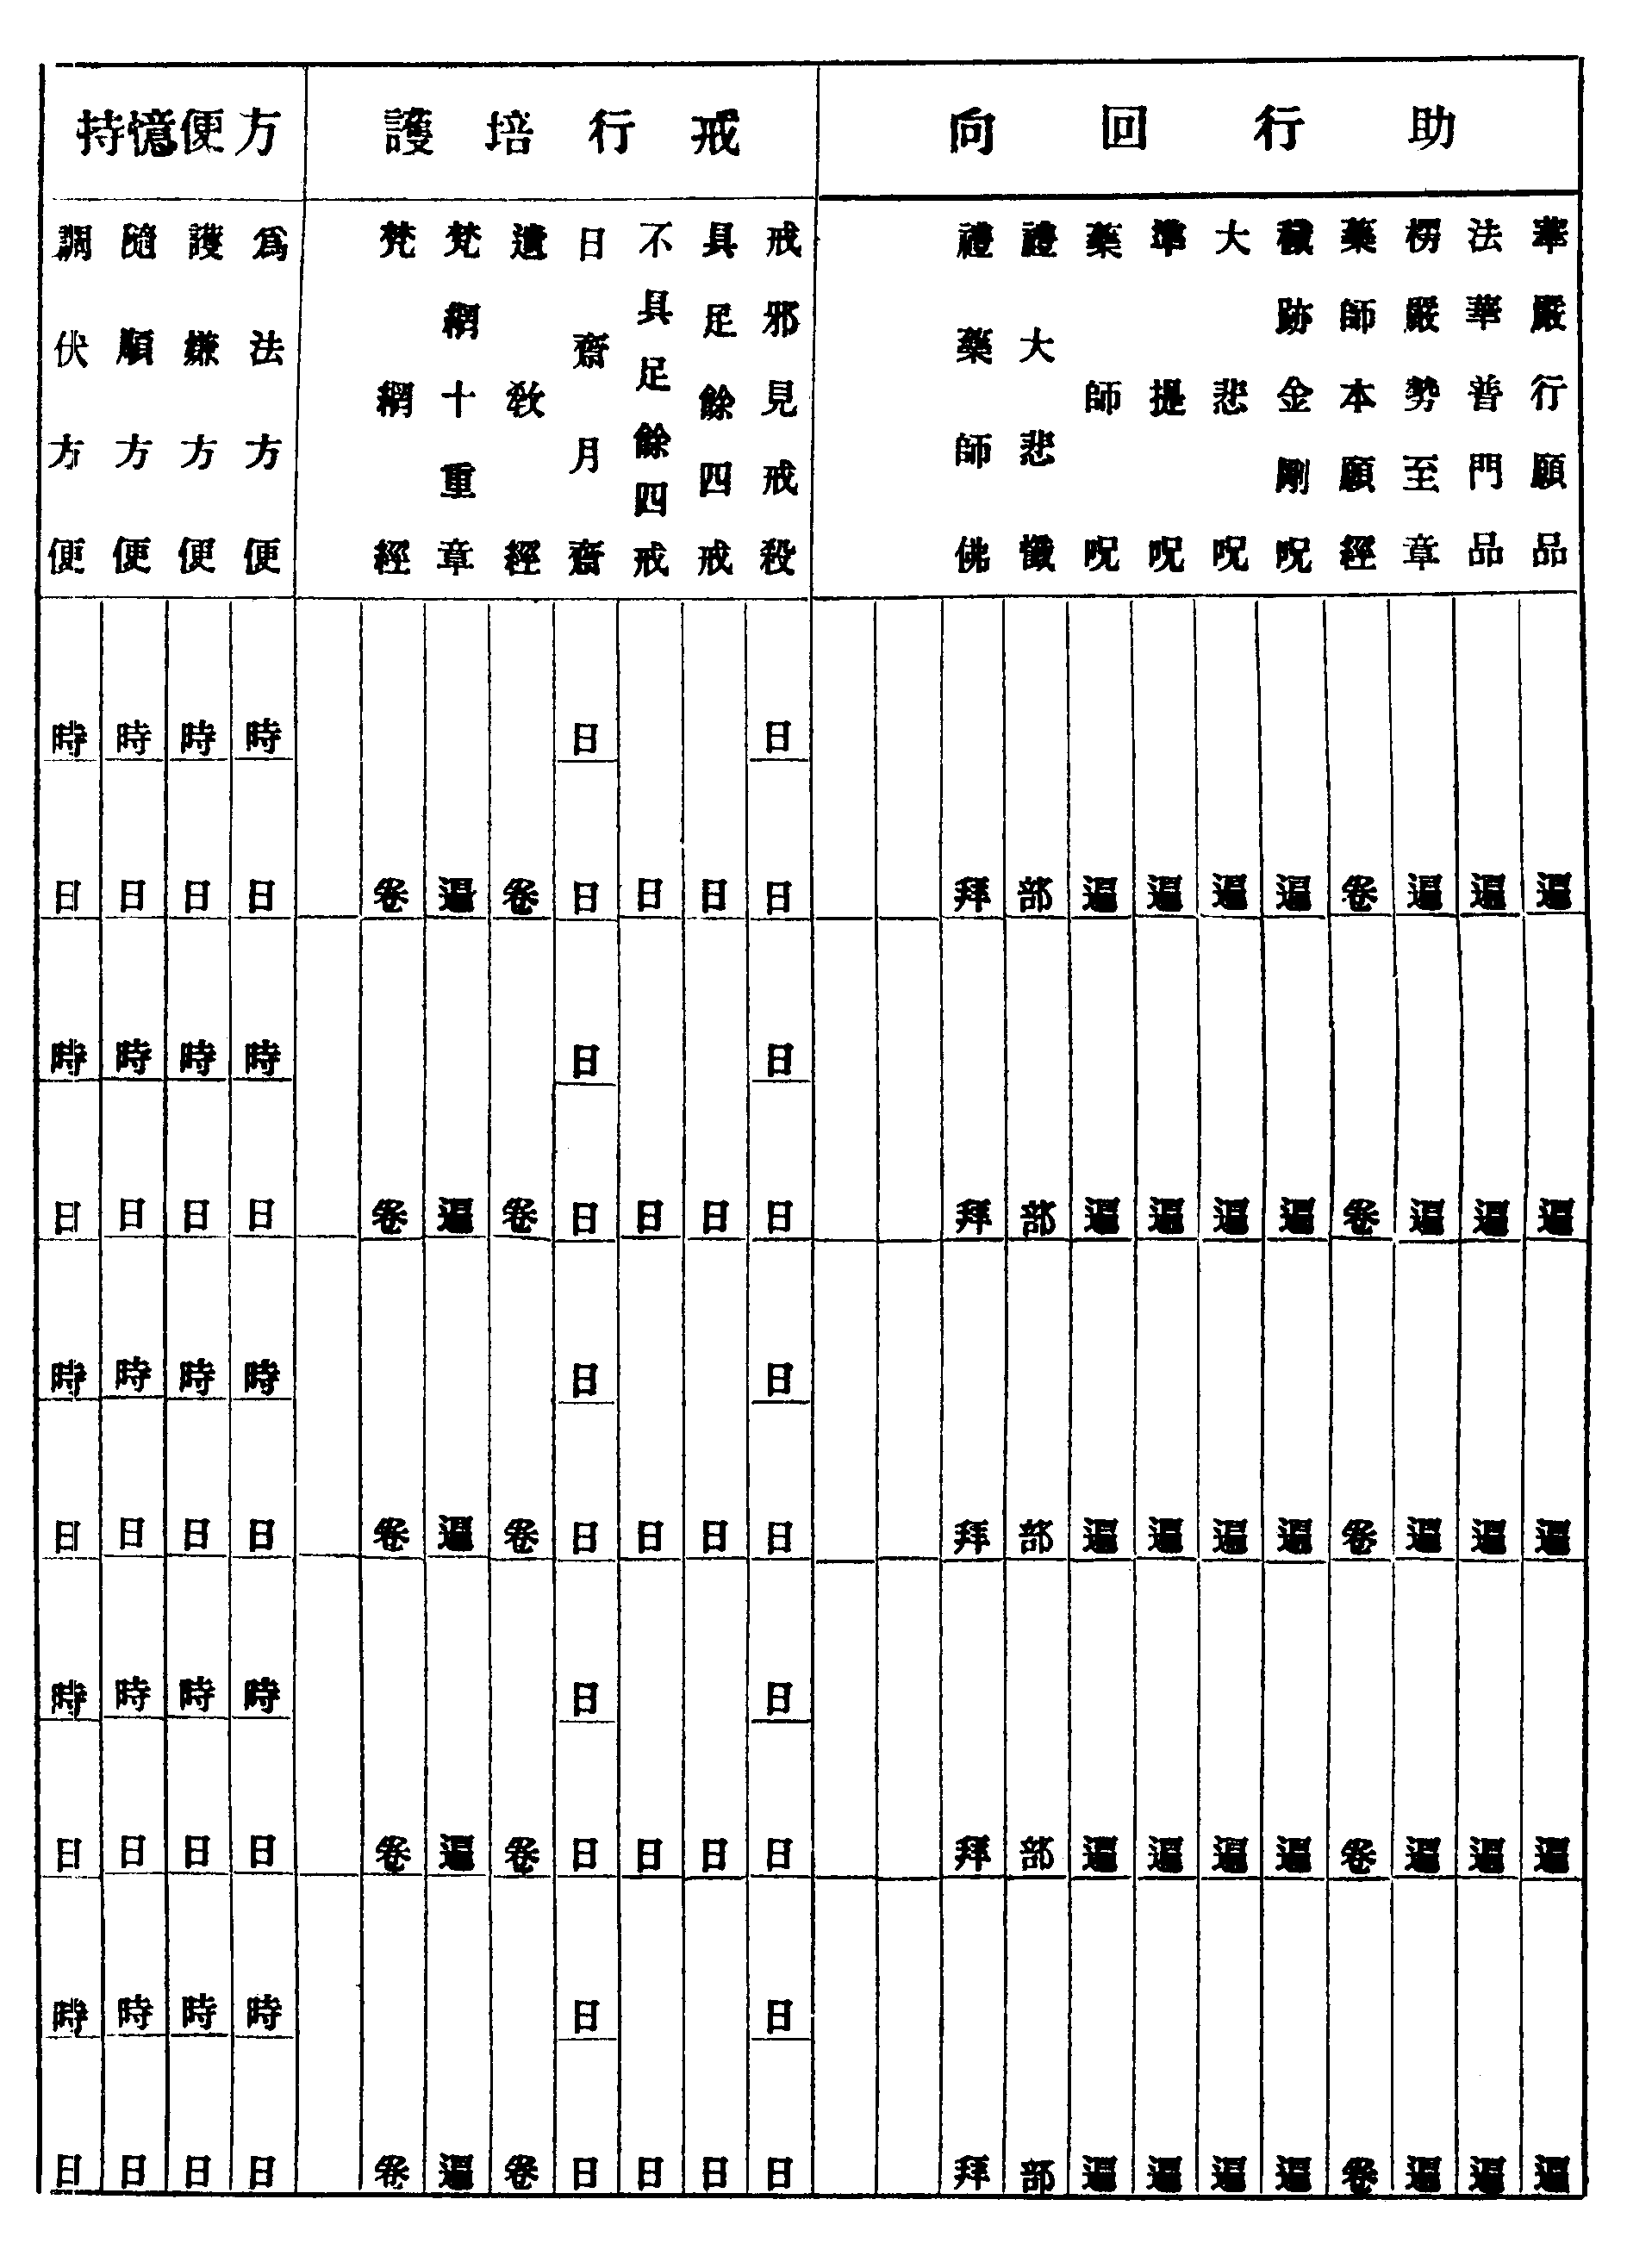 助行回向
戒行培護
方便憶持
華嚴行願品
法華普門品
楞嚴勢至章
藥師本願經
穢跡金剛呪
大悲呪
準提呪
藥師呪
禮大悲懺
禮藥師佛
戒邪見戒殺
具足餘四戒
不具足餘四戒
日齋月齋
遺教經
梵網十重章
梵網經
爲法方便
護嫌方便
隨順方便
調伏方便
日 日 時 時 時 時
遍 遍 遍 卷 遍 遍 遍 遍 部 拜 日 日 日 日 卷 遍 卷 日 日 日 日
日 日 時 時 時 時
遍 遍 遍 卷 遍 遍 遍 遍 部 拜 日 日 日 日 卷 遍 卷 日 日 日 日
日 日 時 時 時 時
遍 遍 遍 卷 遍 遍 遍 遍 部 拜 日 日 日 日 卷 遍 卷 日 日 日 日
日 日 時 時 時 時
遍 遍 遍 卷 遍 遍 遍 遍 部 拜 日 日 日 日 卷 遍 卷 日 日 日 日
日 日 時 時 時 時
遍 遍 遍 卷 遍 遍 遍 遍 部 拜 日 日 日 日 卷 遍 卷 日 日 日 日